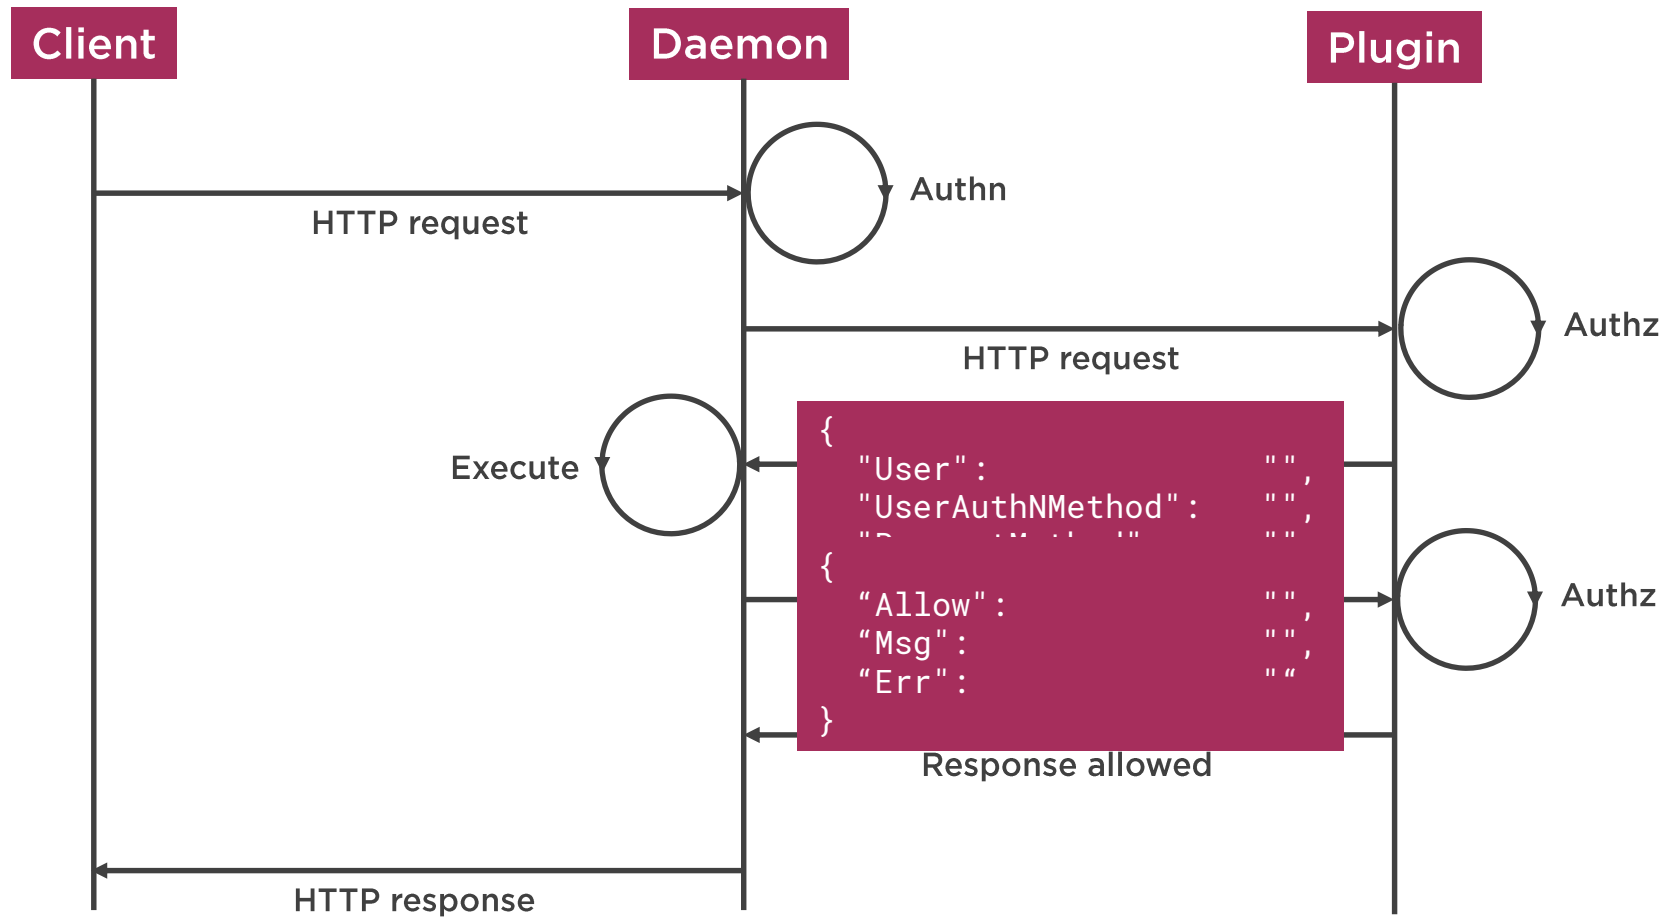 Client
Daemon
Plugin
Authn
HTTP request
Authz
HTTP request
Execute
{
"User": "",
"UserAuthNMethod": "",
{
“Allow": "",
“Msg": "",
“Err": "“
}
Authz
Response allowed
HTTP response